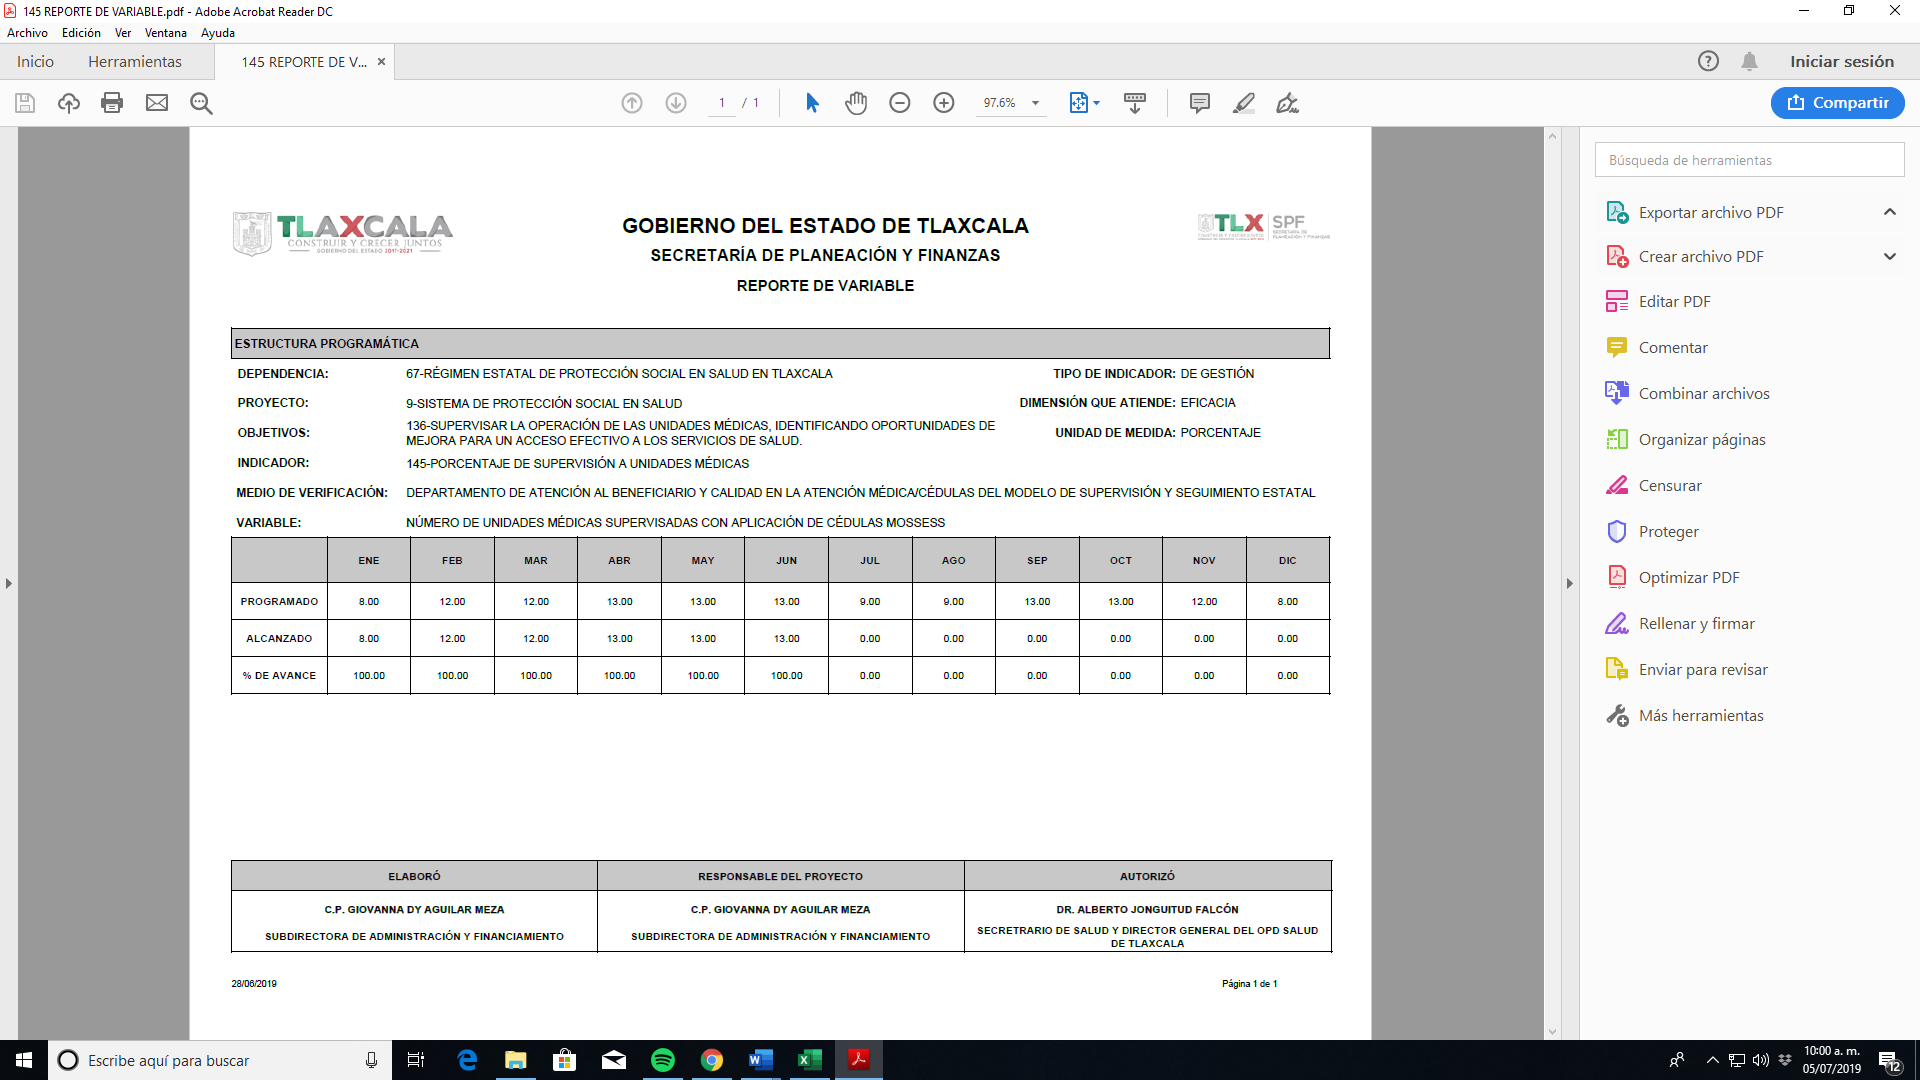 145 REPORTE DE VARIABLE.pdf - Adobe Acrobat Reader DC
Archivo Edición Ver Ventana Ayuda
Inicio Herramientas 145 REPORTE DE V... × Iniciar sesión
1 / 1 97.6% Compartir
TLAXCALA
CONSTRUIR Y CRECER JUNTOS
GOBIERNO DEL ESTADO 2017-2021
GOBIERNO DEL ESTADO DE TLAXCALA
SECRETARÍA DE PLANEACIÓN Y FINANZAS
REPORTE DE VARIABLE
TLX SPF
SECRETARÍA DE
PLANEACIÓN Y FINANZAS
ESTRUCTURA PROGRAMÁTICA
DEPENDENCIA: 67-RÉGIMEN ESTATAL DE PROTECCIÓN SOCIAL EN SALUD EN TLAXCALA TIPO DE INDICADOR: DE GESTIÓN
PROYECTO: 9-SISTEMA DE PROTECCIÓN SOCIAL EN SALUD DIMENSIÓN QUE ATIENDE: EFICACIA
OBJETIVOS: 136-SUPERVISAR LA OPERACIÓN DE LAS UNIDADES MÉDICAS, IDENTIFICANDO OPORTUNIDADES DE
MEJORA PARA UN ACCESO EFECTIVO A LOS SERVICIOS DE SALUD. UNIDAD DE MEDIDA: PORCENTAJE
INDICADOR: 145-PORCENTAJE DE SUPERVISIÓN A UNIDADES MÉDICAS
MEDIO DE VERIFICACIÓN: DEPARTAMENTO DE ATENCIÓN AL BENEFICIARIO Y CALIDAD EN LA ATENCIÓN MÉDICA/CÉDULAS DEL MODELO DE SUPERVISIÓN Y SEGUIMIENTO ESTATAL
VARIABLE: NÚMERO DE UNIDADES MÉDICAS SUPERVISADAS CON APLICACIÓN DE CÉDULAS MOSSESS
ENE FEB MAR ABR MAY JUN JUL AGO SEP OCT NOV DIC
PROGRAMADO 8.00 12.00 12.00 13.00 13.00 13.00 9.00 9.00 13.00 13.00 12.00 8.00
ALCANZADO 8.00 12.00 12.00 13.00 13.00 13.00 0.00 0.00 0.00 0.00 0.00 0.00
% DE AVANCE 100.00 100.00 100.00 100.00 100.00 100.00 0.00 0.00 0.00 0.00 0.00 0.00
ELABORÓ RESPONSABLE DEL PROYECTO AUTORIZÓ
C.P. GIOVANNA DY AGUILAR MEZA C.P. GIOVANNA DY AGUILAR MEZA DR. ALBERTO JONGUITUD FALCÓN
SUBDIRECTORA DE ADMINISTRACIÓN Y FINANCIAMIENTO SUBDIRECTORA DE ADMINISTRACIÓN Y FINANCIAMIENTO SECRETRARIO DE SALUD Y DIRECTOR GENERAL DEL OPD SALUD
DE TLAXCALA
28/06/2019 Página 1 de 1
Búsqueda de herramientas
Exportar archivo PDF
Crear archivo PDF
Editar PDF
Comentar
Combinar archivos
Organizar páginas
Censurar
Proteger
Optimizar PDF
Rellenar y firmar
Enviar para revisar
Más herramientas
Escribe aquí para buscar
10:00 a. m.
05/07/2019
12